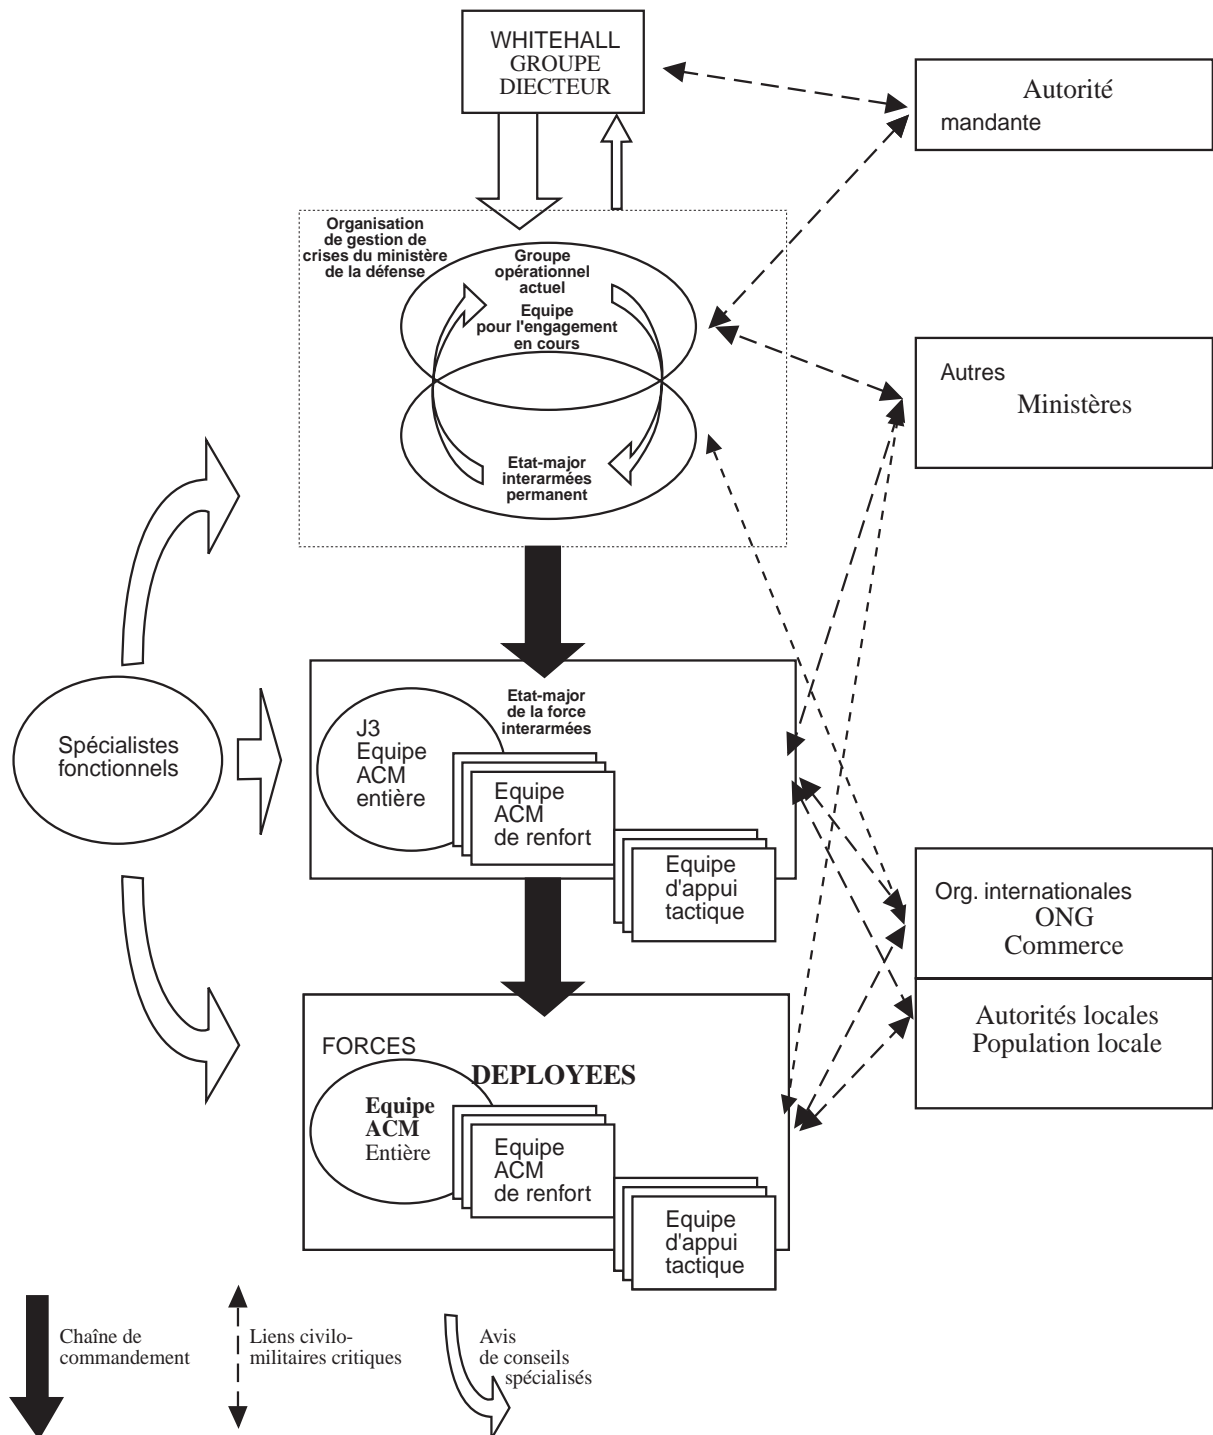 WHITEHALL
GROUPE
DIECTEUR
Autorité
mandante
Organisation
de gestion de
crises du ministère
de la défense
Groupe
opérationnel
actuel
Equipe
pour l'engagement
en cours
Autres
Ministères
Etat-major
interarmées
permanent
Spécialistes
fonctionnels
Etat-major
de la force
interarmées
J3
Equipe
ACM
entière
Equipe
ACM
de renfort
Equipe
d'appui
tactique
Org. internationales
ONG
Commerce
Autorités locales
Population locale
FORCES
DEPLOYEES
Equipe
ACM
Entière
Equipe
ACM
de renfort
Equipe
d'appui
tactique
Chaîne de
commandement
Liens civilo-
militaires critiques
Avis
de conseils
spécialisés